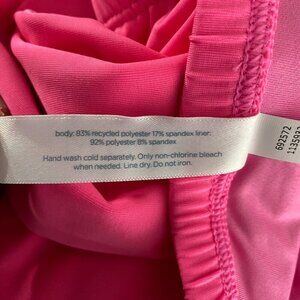 body: 83% recycled polyester 17% spandex liner:
92% polyester 8% spandex
Hand wash cold separately. Only non-chlorine bleach
when needed. Line dry. Do not iron.
692572